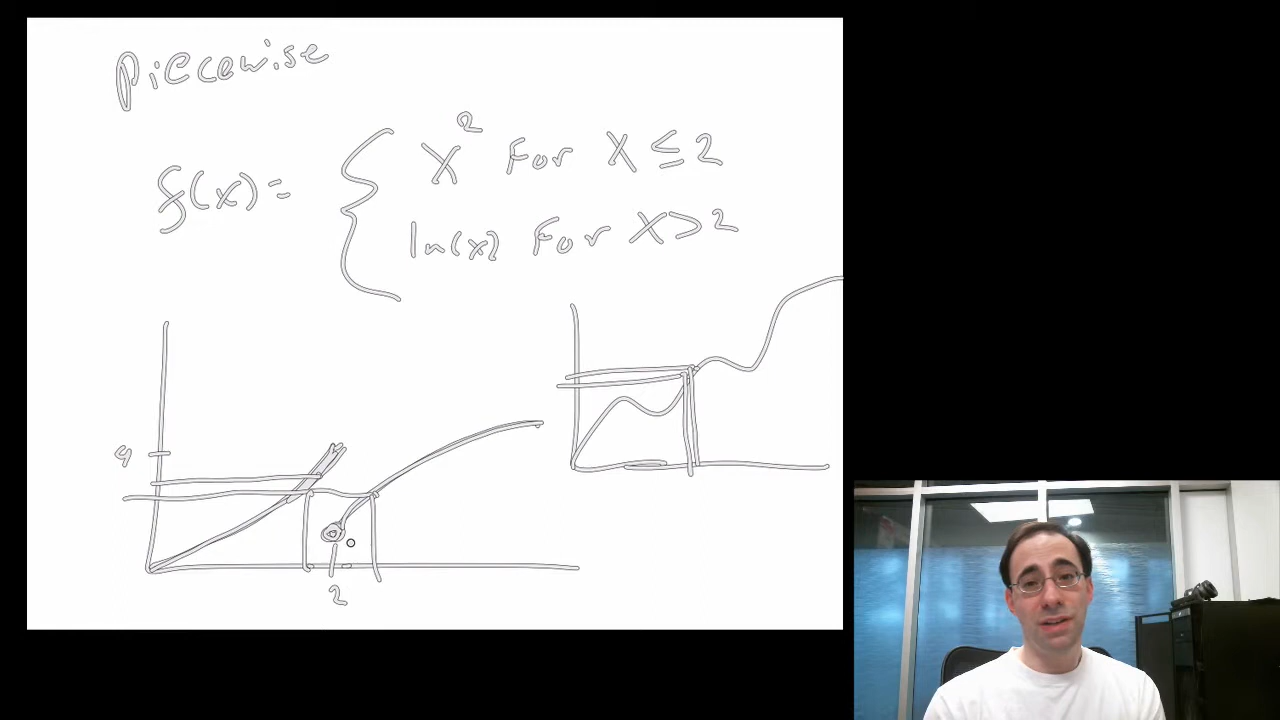 piecewise
f(x)= { x² for x ≤ 2
ln(x) for x > 2
4
2